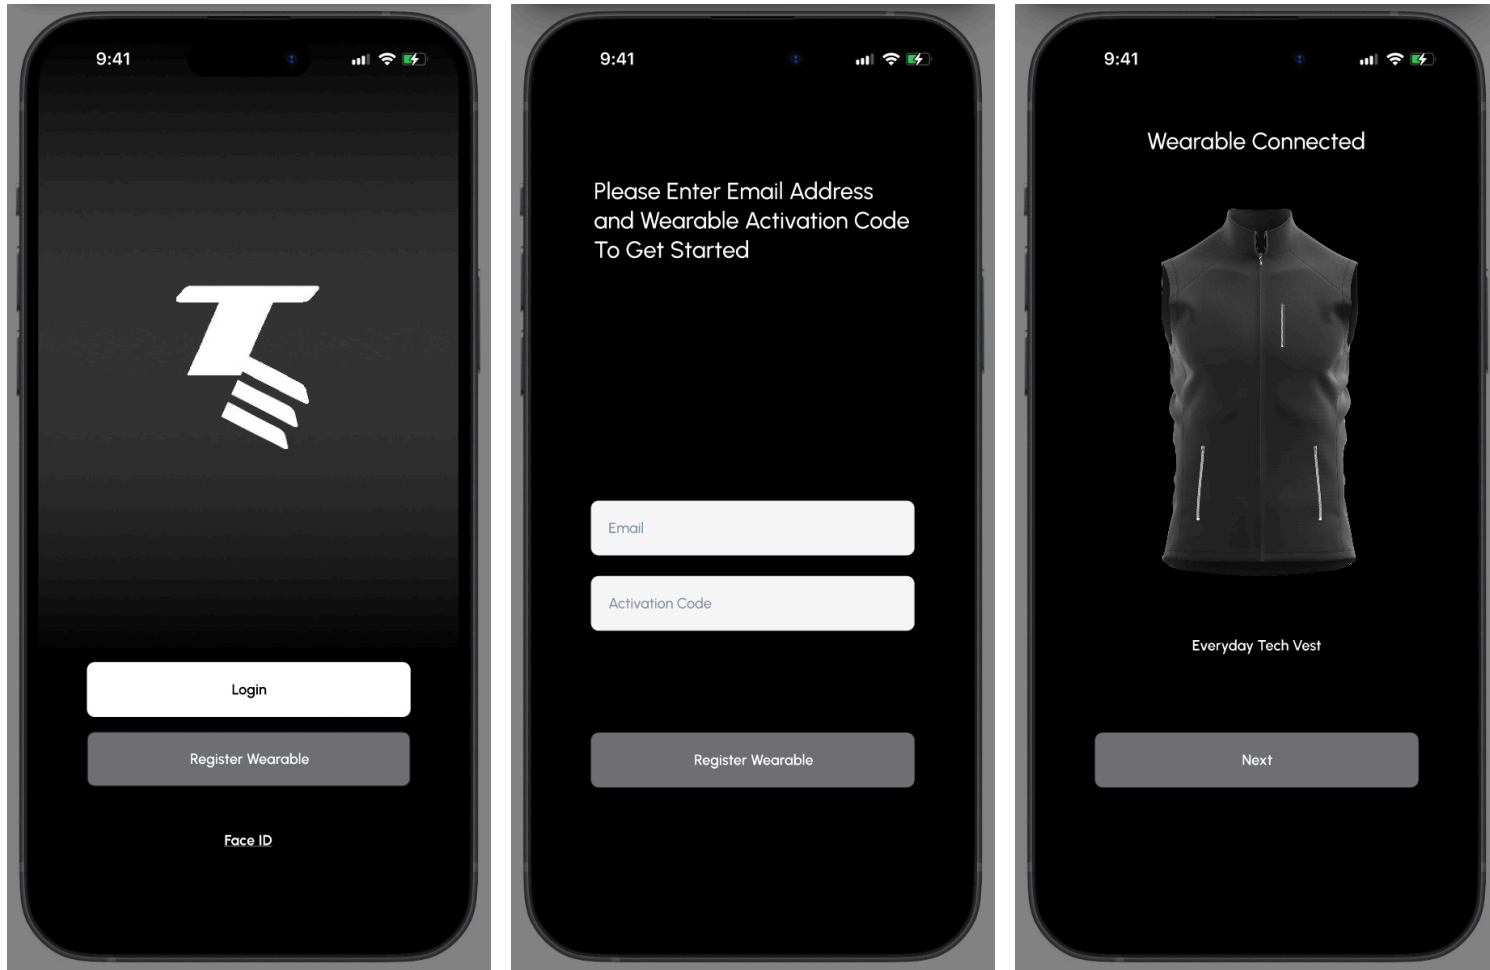 9:41
Login
Register Wearable
Face ID
9:41
Please Enter Email Address
and Wearable Activation Code
To Get Started
Email
Activation Code
Register Wearable
9:41
Wearable Connected
Everyday Tech Vest
Next